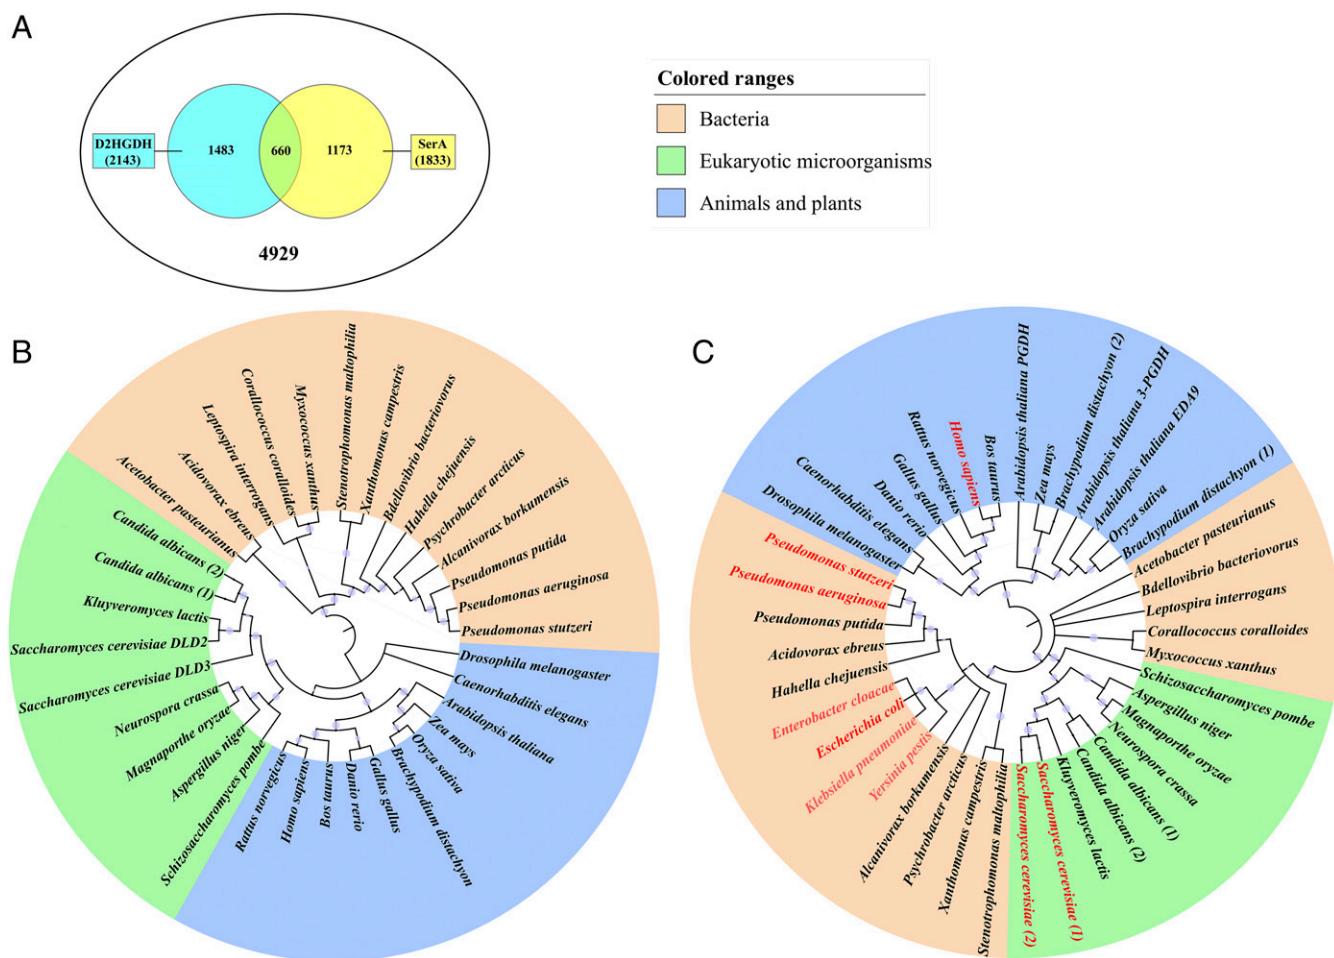 A
D2HGDH
(2143)
1483
660
1173
SerA
(1833)
4929
Colored ranges
Bacteria
Eukaryotic microorganisms
Animals and plants
B
Acetobacter pasteurianus
Acidovorax ebreus
Leptospira interrogans
Corallococcus coralloides
Myxococcus xanthus
Stenotrophomonas maltophilia
Xanthomonas campestris
Bdellovibrio bacteriovorus
Hahella chejuensis
Psychrobacter arcticus
Alcanivorax borkumensis
Pseudomonas putida
Pseudomonas aeruginosa
Pseudomonas stutzeri
Drosophila melanogaster
Caenorhabditis elegans
Arabidopsis thaliana
Zea mays
Oryza sativa
Brachypodium distachyon
Gallus gallus
Danio rerio
Bos taurus
Homo sapiens
Rattus norvegicus
Schizosaccharomyces pombe
Aspergillus niger
Magnaporthe oryzae
Neurospora crassa
Saccharomyces cerevisiae DLD3
Saccharomyces cerevisiae DLD2
Kluyveromyces lactis
Candida albicans (1)
Candida albicans (2)
C
Drosophila melanogaster
Caenorhabditis elegans
Danio rerio
Gallus gallus
Rattus norvegicus
Homo sapiens
Bos taurus
Arabidopsis thaliana PGDH
Zea mays
Brachypodium distachyon (2)
Arabidopsis thaliana 3-PGDH
Arabidopsis thaliana EDA9
Oryza sativa
Brachypodium distachyon (1)
Acetobacter pasteurianus
Bdellovibrio bacteriovorus
Leptospira interrogans
Corallococcus coralloides
Myxococcus xanthus
Schizosaccharomyces pombe
Aspergillus niger
Magnaporthe oryzae
Neurospora crassa
Candida albicans (1)
Candida albicans (2)
Kluyveromyces lactis
Saccharomyces cerevisiae (1)
Saccharomyces cerevisiae (2)
Stenotrophomonas maltophilia
Xanthomonas campestris
Psychrobacter arcticus
Alcanivorax borkumensis
Yersinia pestis
Klebsiella pneumoniae
Escherichia coli
Enterobacter cloacae
Hahella chejuensis
Acidovorax ebreus
Pseudomonas putida
Pseudomonas aeruginosa
Pseudomonas stutzeri